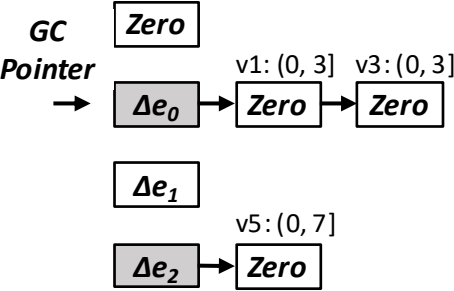 Zero
GC
Pointer
v1: (0, 3] v3: (0, 3]
Δe₀ Zero Zero
Δe₁
v5: (0, 7]
Δe₂ Zero